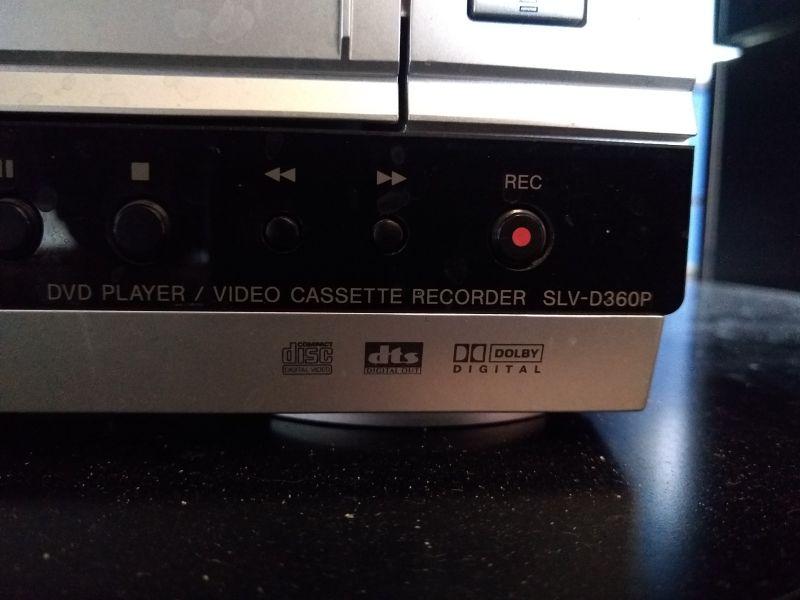 REC
DVD PLAYER / VIDEO CASSETTE RECORDER SLV-D360P
COMPACT disc DIGITAL VIDEO
dts DIGITAL OUT
DOLBY DIGITAL